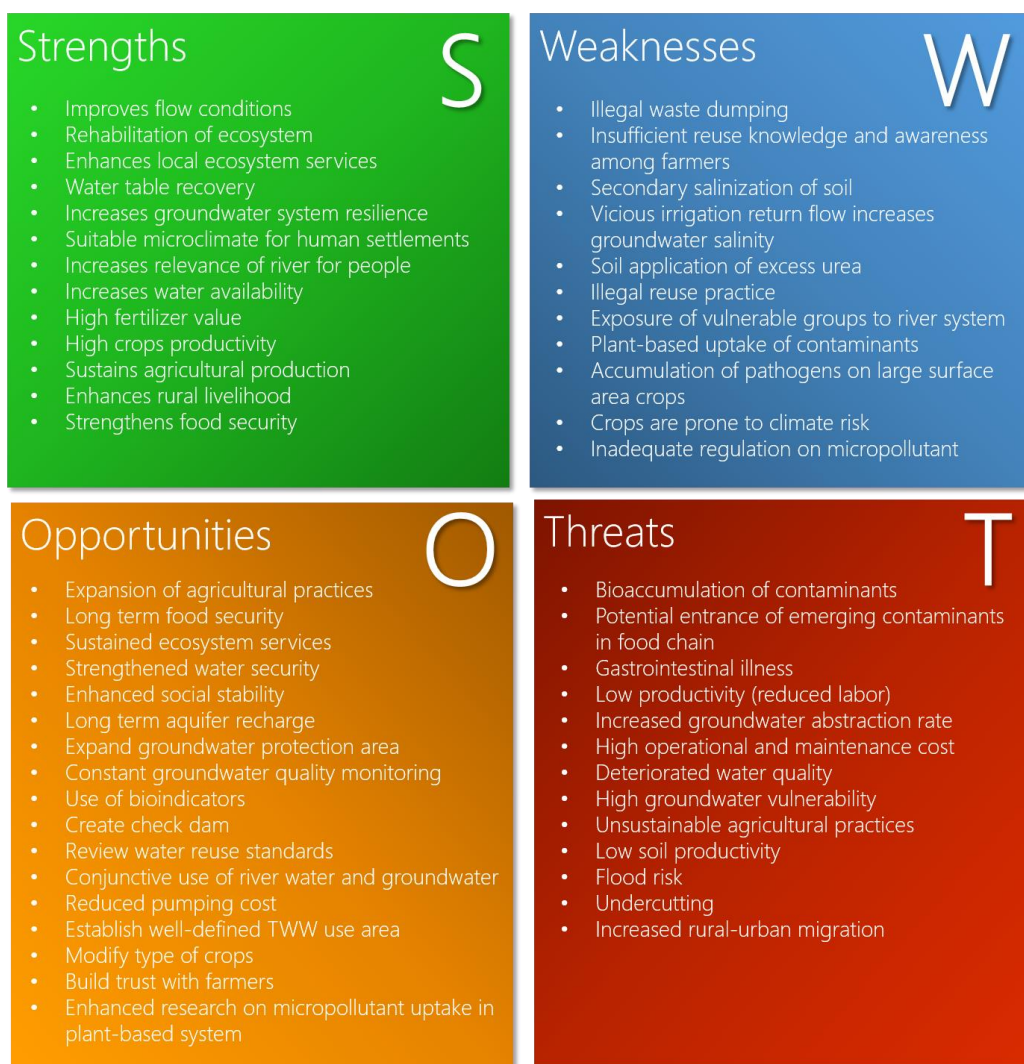 Strengths
S
• Improves flow conditions
• Rehabilitation of ecosystem
• Enhances local ecosystem services
• Water table recovery
• Increases groundwater system resilience
• Suitable microclimate for human settlements
• Increases relevance of river for people
• Increases water availability
• High fertilizer value
• High crops productivity
• Sustains agricultural production
• Enhances rural livelihood
• Strengthens food security
Weaknesses
W
• Illegal waste dumping
• Insufficient reuse knowledge and awareness
among farmers
• Secondary salinization of soil
• Vicious irrigation return flow increases
groundwater salinity
• Soil application of excess urea
• Illegal reuse practice
• Exposure of vulnerable groups to river system
• Plant-based uptake of contaminants
• Accumulation of pathogens on large surface
area crops
• Crops are prone to climate risk
• Inadequate regulation on micropollutant
Opportunities
O
• Expansion of agricultural practices
• Long term food security
• Sustained ecosystem services
• Strengthened water security
• Enhanced social stability
• Long term aquifer recharge
• Expand groundwater protection area
• Constant groundwater quality monitoring
• Use of bioindicators
• Create check dam
• Review water reuse standards
• Conjunctive use of river water and groundwater
• Reduced pumping cost
• Establish well-defined TWW use area
• Modify type of crops
• Build trust with farmers
• Enhanced research on micropollutant uptake in
plant-based system
Threats
T
• Bioaccumulation of contaminants
• Potential entrance of emerging contaminants
in food chain
• Gastrointestinal illness
• Low productivity (reduced labor)
• Increased groundwater abstraction rate
• High operational and maintenance cost
• Deteriorated water quality
• High groundwater vulnerability
• Unsustainable agricultural practices
• Low soil productivity
• Flood risk
• Undercutting
• Increased rural-urban migration